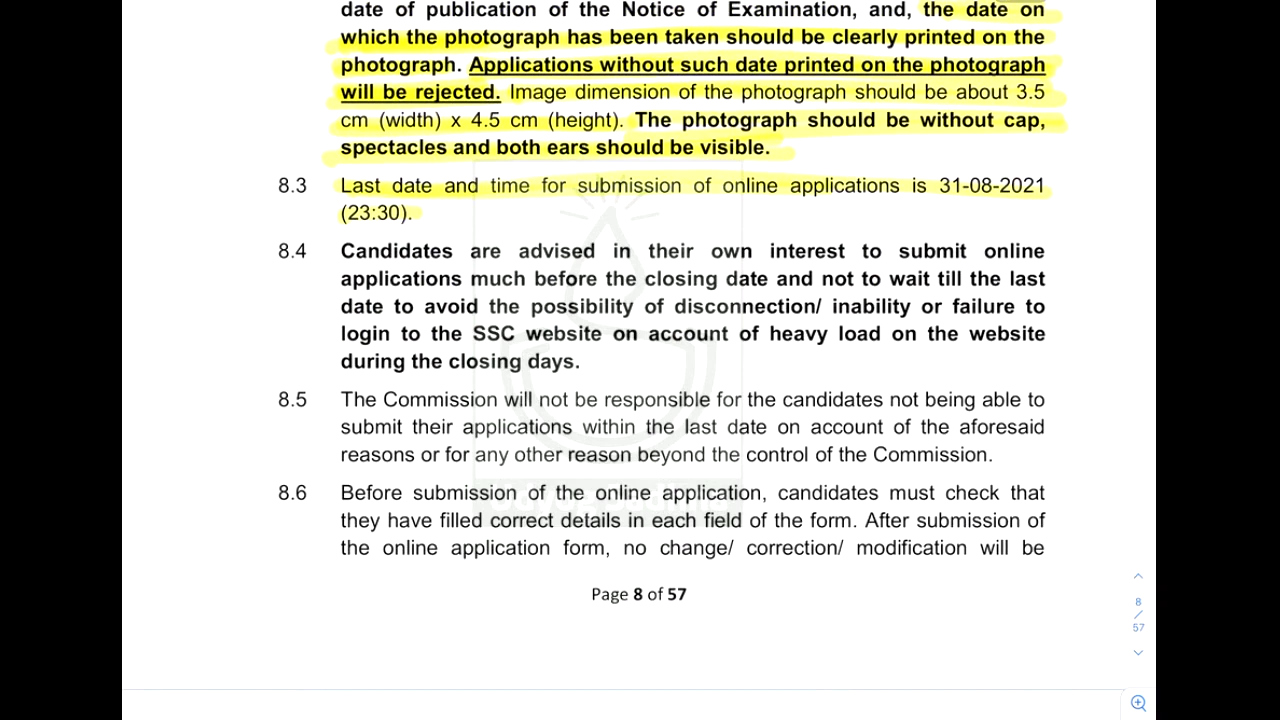 date of publication of the Notice of Examination, and, the date on
which the photograph has been taken should be clearly printed on the
photograph. Applications without such date printed on the photograph
will be rejected. Image dimension of the photograph should be about 3.5
cm (width) x 4.5 cm (height). The photograph should be without cap,
spectacles and both ears should be visible.
8.3 Last date and time for submission of online applications is 31-08-2021
(23:30).
8.4 Candidates are advised in their own interest to submit online
applications much before the closing date and not to wait till the last
date to avoid the possibility of disconnection/ inability or failure to
login to the SSC website on account of heavy load on the website
during the closing days.
8.5 The Commission will not be responsible for the candidates not being able to
submit their applications within the last date on account of the aforesaid
reasons or for any other reason beyond the control of the Commission.
8.6 Before submission of the online application, candidates must check that
they have filled correct details in each field of the form. After submission of
the online application form, no change/ correction/ modification will be
Page 8 of 57
8
/
57